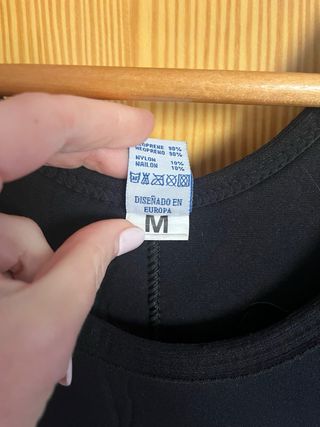 NEOPRENE 90%
NEOPRENO 90%
NYLON 10%
NAILON 10%
DISEÑADO EN
EUROPA
M